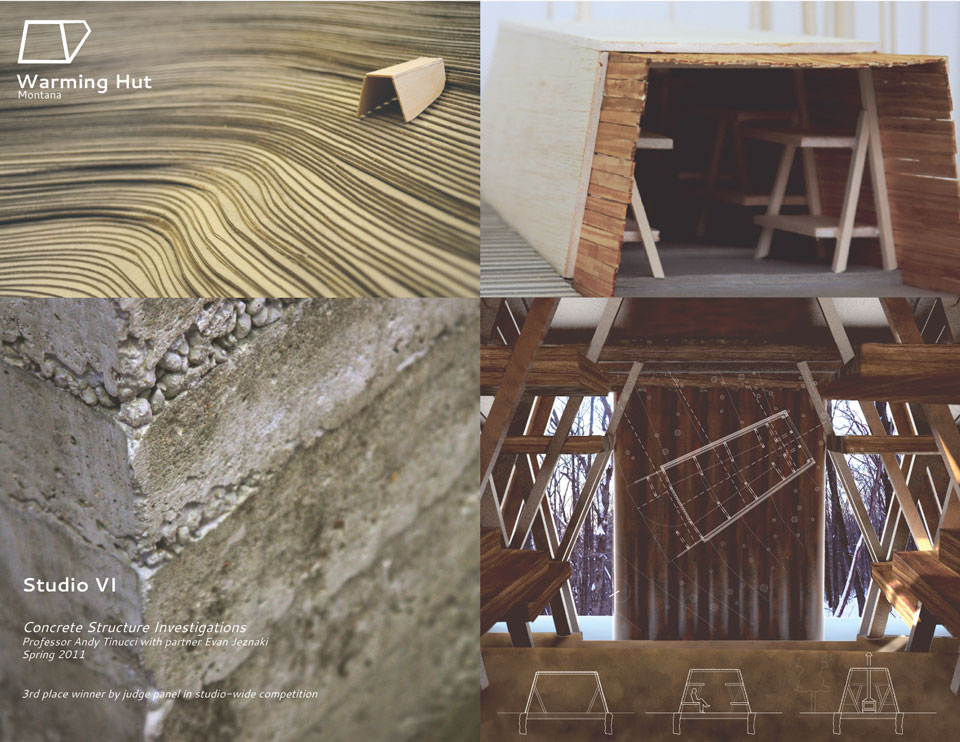 Warming Hut
Montana
Studio VI
Concrete Structure Investigations
Professor Andy Tinucci with partner Evan Jeznaki
Spring 2011
3rd place winner by judge panel in studio-wide competition